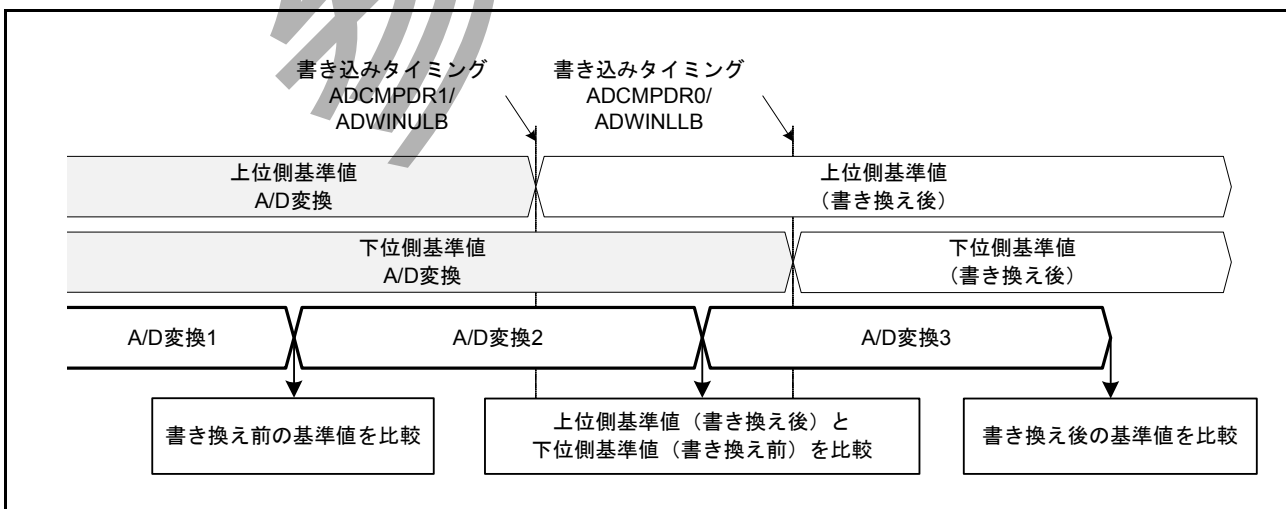 書き込みタイミング
ADCMPDR1/
ADWINULB
書き込みタイミング
ADCMPDR0/
ADWINLLB
上位側基準値
A/D変換
上位側基準値
（書き換え後）
下位側基準値
A/D変換
下位側基準値
（書き換え後）
A/D変換1
A/D変換2
A/D変換3
書き換え前の基準値を比較
上位側基準値（書き換え後）と
下位側基準値（書き換え前）を比較
書き換え後の基準値を比較